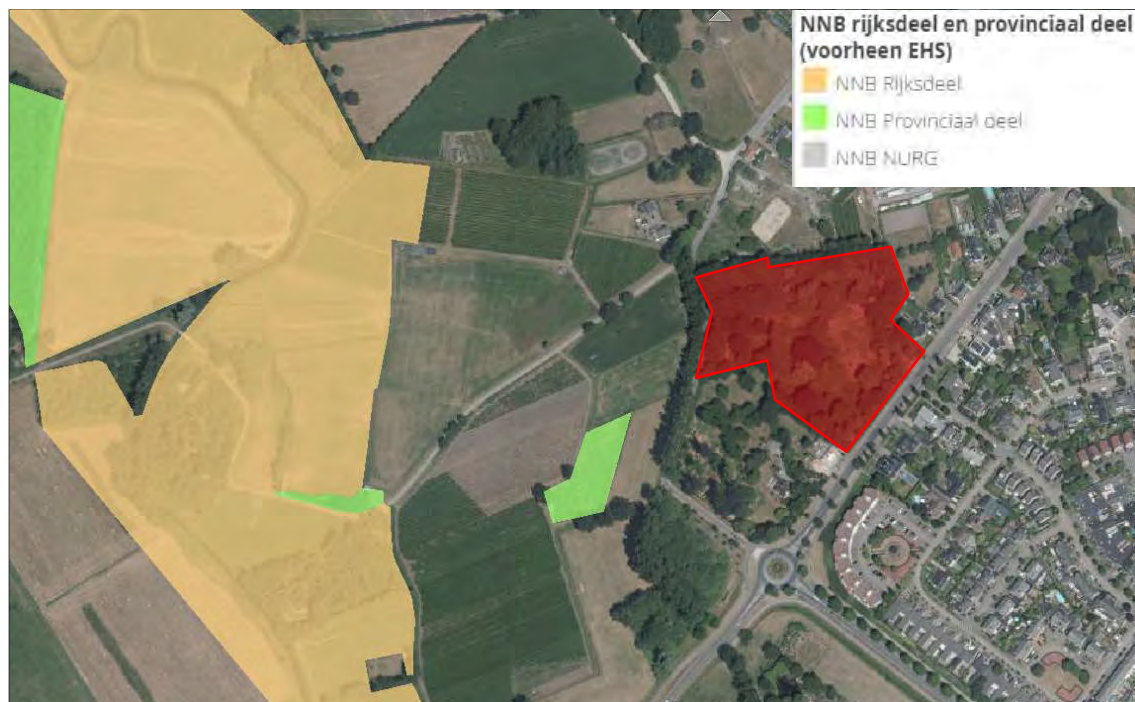 NNB rijksdeel en provinciaal deel
(voorheen EHS)
NNB Rijksdeel
NNB Provinciaal deel
NNB NURG